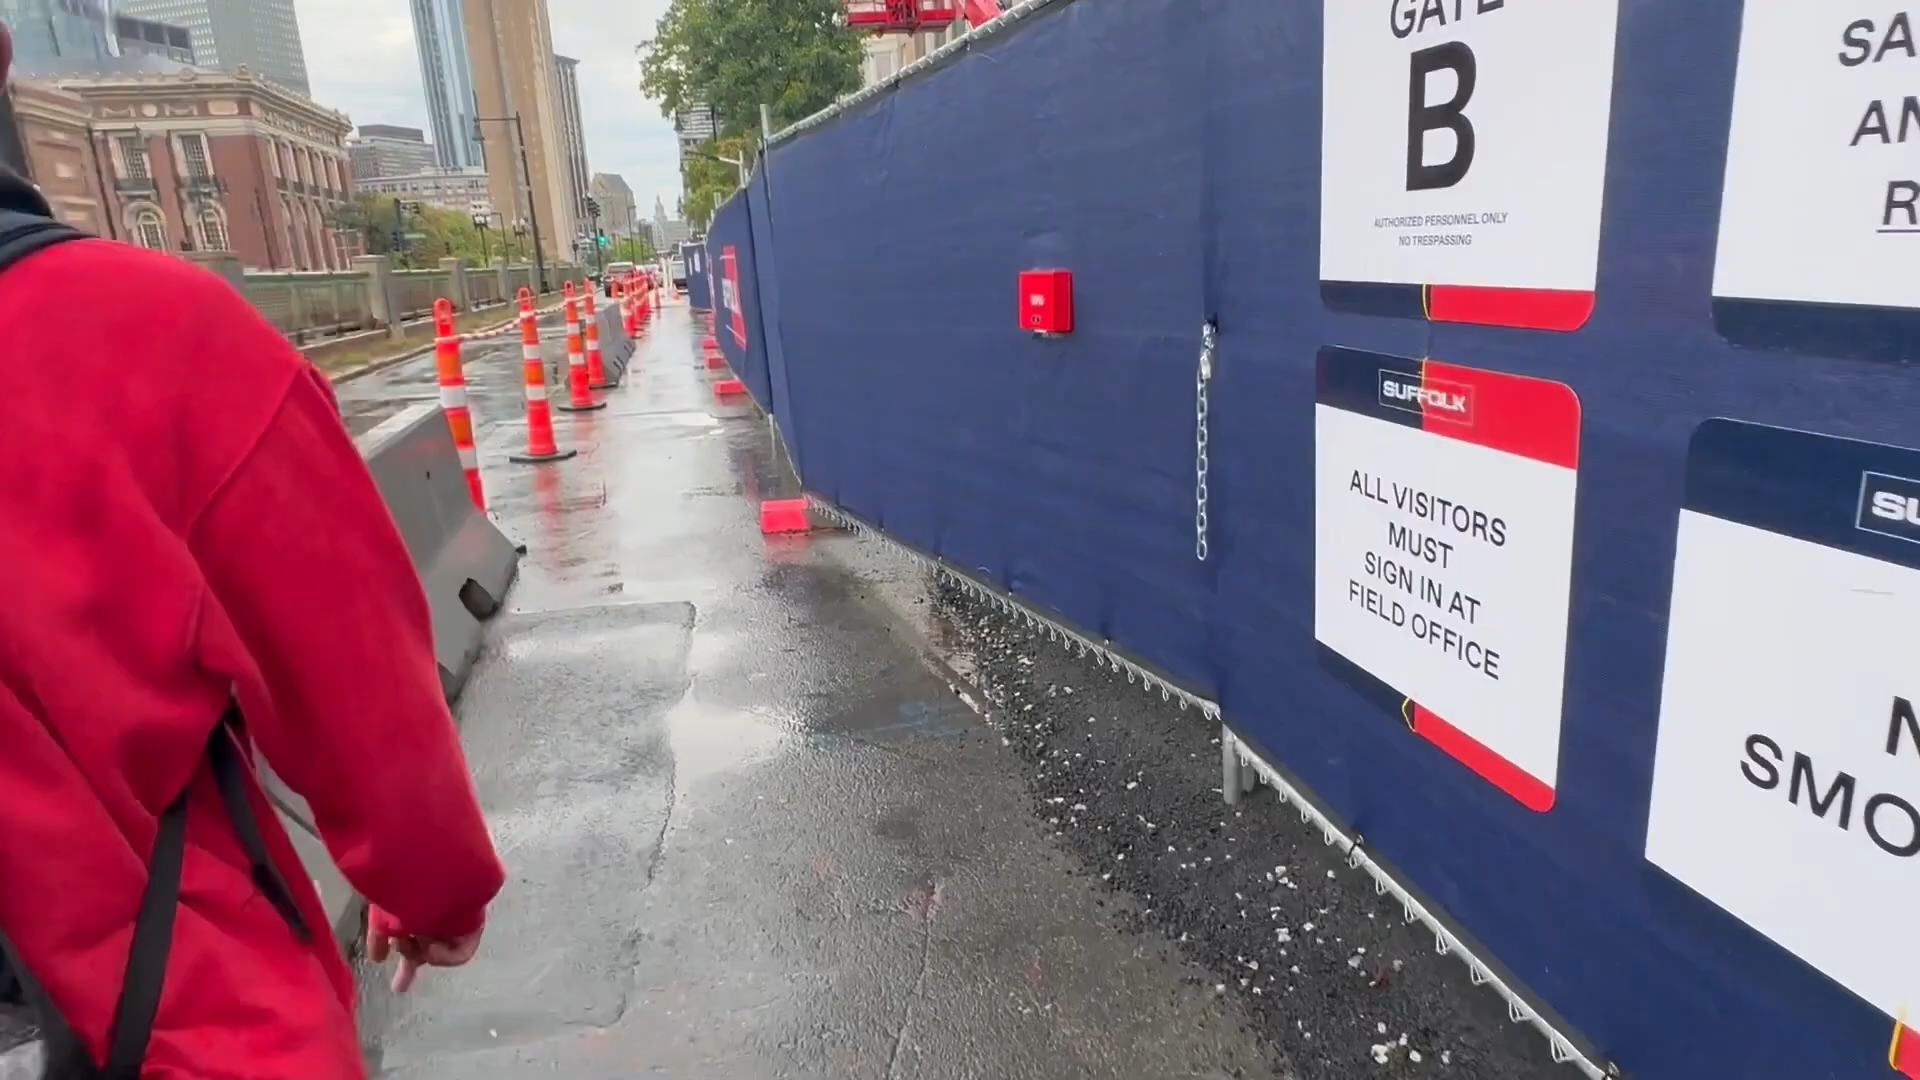 GATE
B
AUTHORIZED PERSONNEL ONLY
NO TRESPASSING
SUFFOLK
ALL VISITORS
MUST
SIGN IN AT
FIELD OFFICE
SA
AN
R
SU
N
SMO